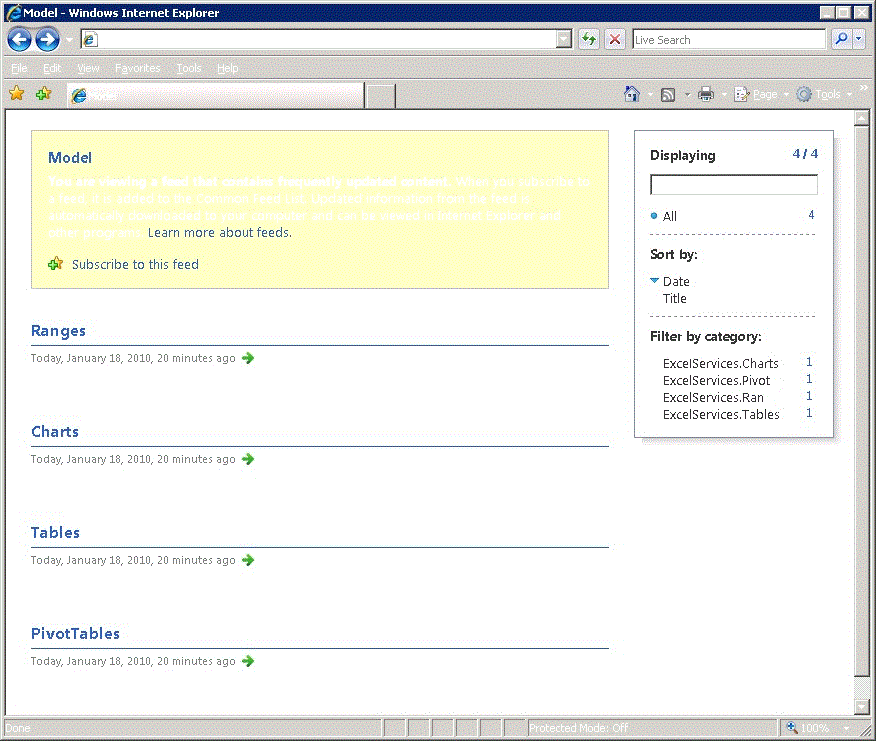 Model - Windows Internet Explorer
Live Search
File Edit View Favorites Tools Help
Page Tools
Model
You are viewing a feed that contains frequently updated content. When you subscribe to
a feed, it is added to the Common Feed List. Updated information from the feed is
automatically downloaded to your computer and can be viewed in Internet Explorer and
other programs. Learn more about feeds.
Subscribe to this feed
Ranges
Today, January 18, 2010, 20 minutes ago
Charts
Today, January 18, 2010, 20 minutes ago
Tables
Today, January 18, 2010, 20 minutes ago
PivotTables
Today, January 18, 2010, 20 minutes ago
Displaying 4 / 4
All 4
Sort by:
Date
Title
Filter by category:
ExcelServices.Charts 1
ExcelServices.Pivot 1
ExcelServices.Ran 1
ExcelServices.Tables 1
Done Protected Mode: Off 100%